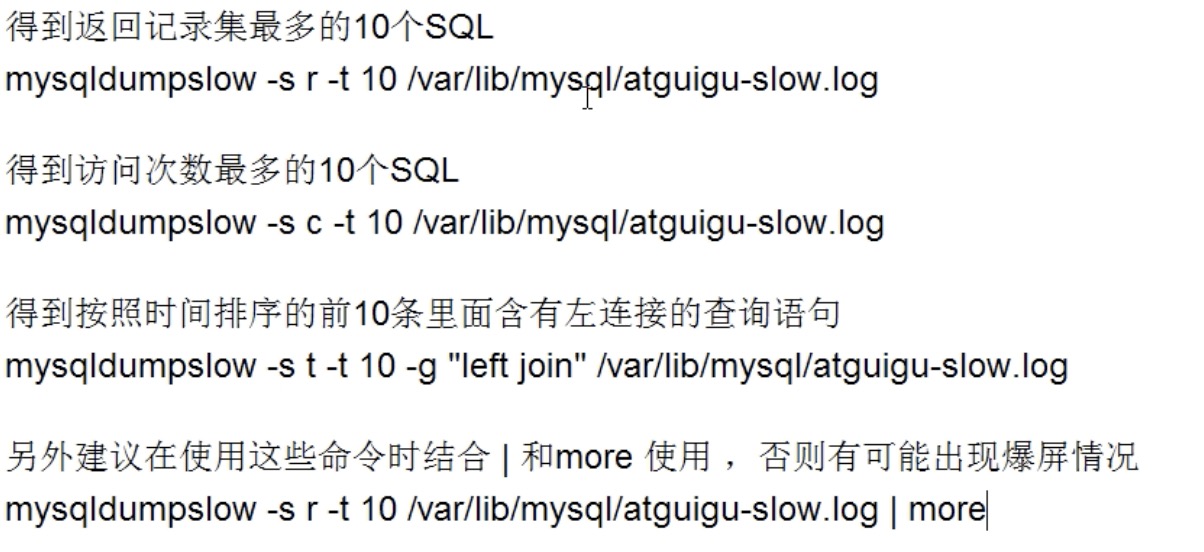 得到返回记录集最多的10个SQL
mysqldumpslow -s r -t 10 /var/lib/mysql/atguigu-slow.log
得到访问次数最多的10个SQL
mysqldumpslow -s c -t 10 /var/lib/mysql/atguigu-slow.log
得到按照时间排序的前10条里面含有左连接的查询语句
mysqldumpslow -s t -t 10 -g "left join" /var/lib/mysql/atguigu-slow.log
另外建议在使用这些命令时结合 | 和more 使用 ，否则有可能出现爆屏情况
mysqldumpslow -s r -t 10 /var/lib/mysql/atguigu-slow.log | more